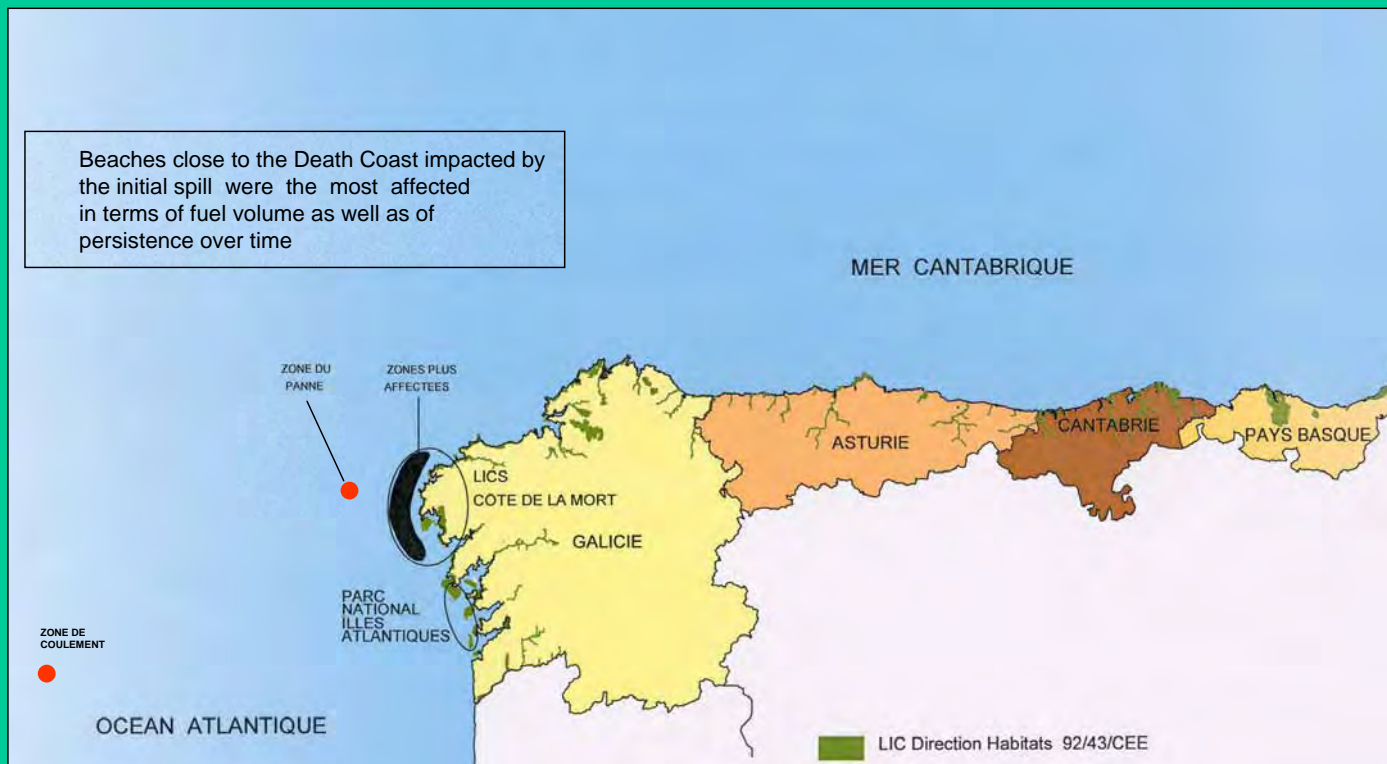 Beaches close to the Death Coast impacted by
the initial spill were the most affected
in terms of fuel volume as well as of
persistence over time
MER CANTABRIQUE
ZONE DU
PANNE
ZONES PLUS
AFFECTEES
ASTURIE
CANTABRIE
PAYS BASQUE
LICS
COTE DE LA MORT
GALICIE
PARC
NATIONAL
ILLES
ATLANTIQUES
ZONE DE
COULEMENT
OCEAN ATLANTIQUE
LIC Direction Habitats 92/43/CEE